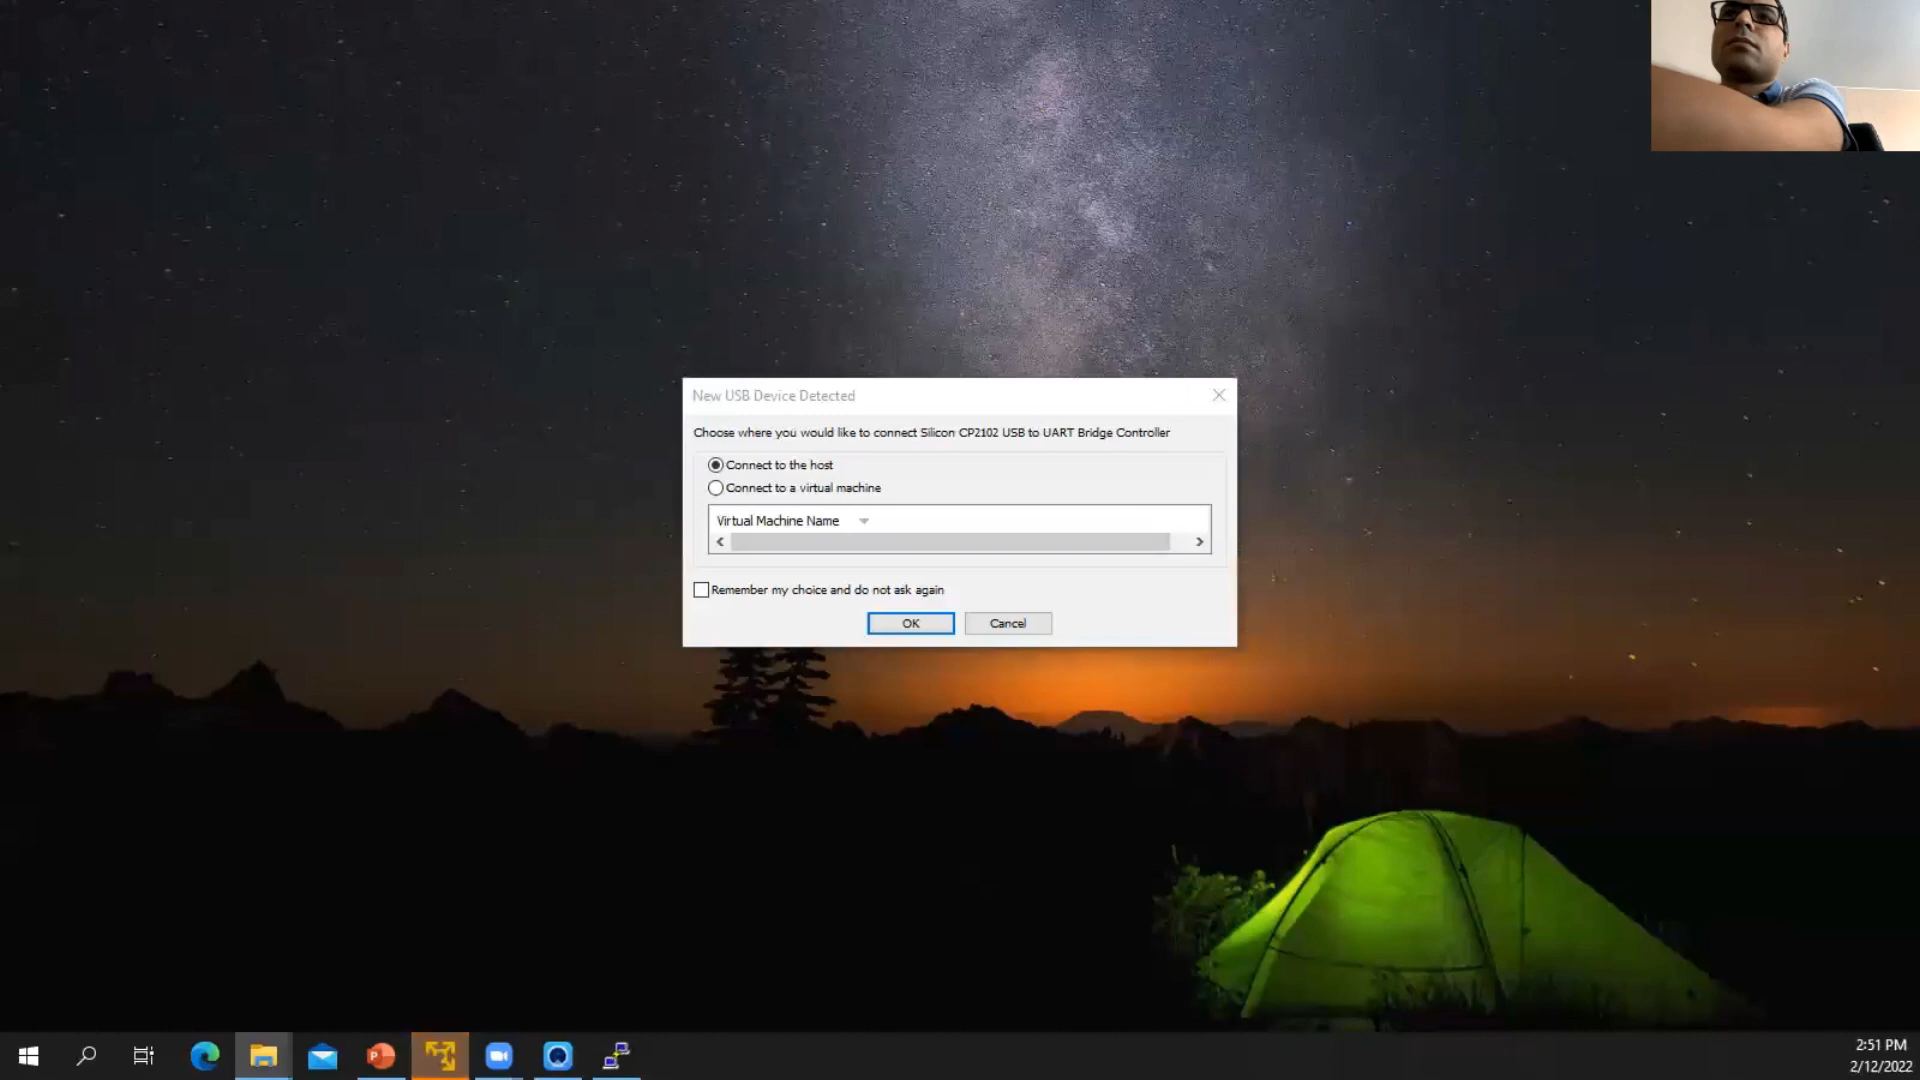 New USB Device Detected
Choose where you would like to connect Silicon CP2102 USB to UART Bridge Controller
Connect to the host
Connect to a virtual machine
Virtual Machine Name
Remember my choice and do not ask again
OK
Cancel
2:51 PM
2/12/2022